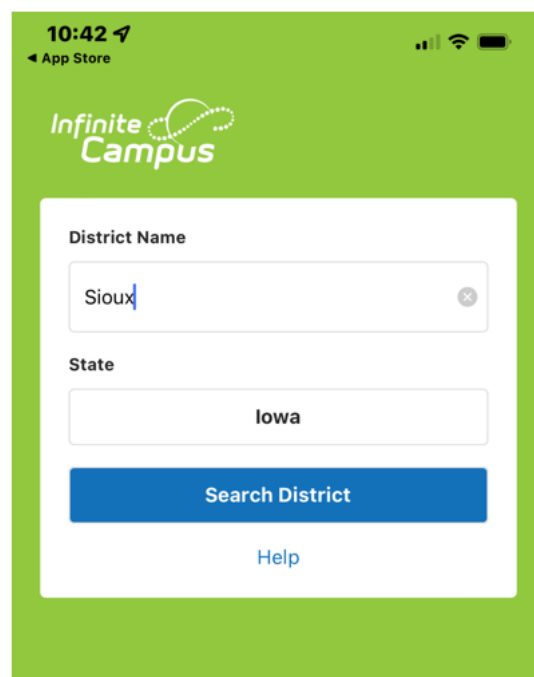 10:42
App Store
Infinite
Campus
District Name
Sioux
State
Iowa
Search District
Help